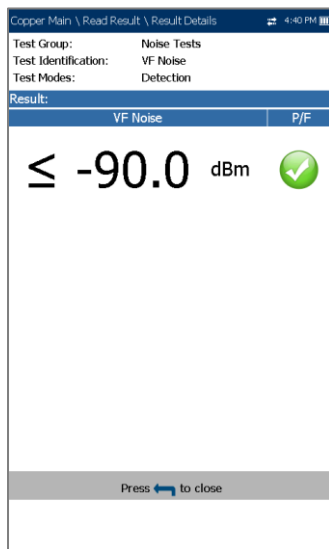 Copper Main \ Read Result \ Result Details 4:40 PM
Test Group: Noise Tests
Test Identification: VF Noise
Test Modes: Detection
Result:
VF Noise P/F
≤ -90.0 dBm
Press to close